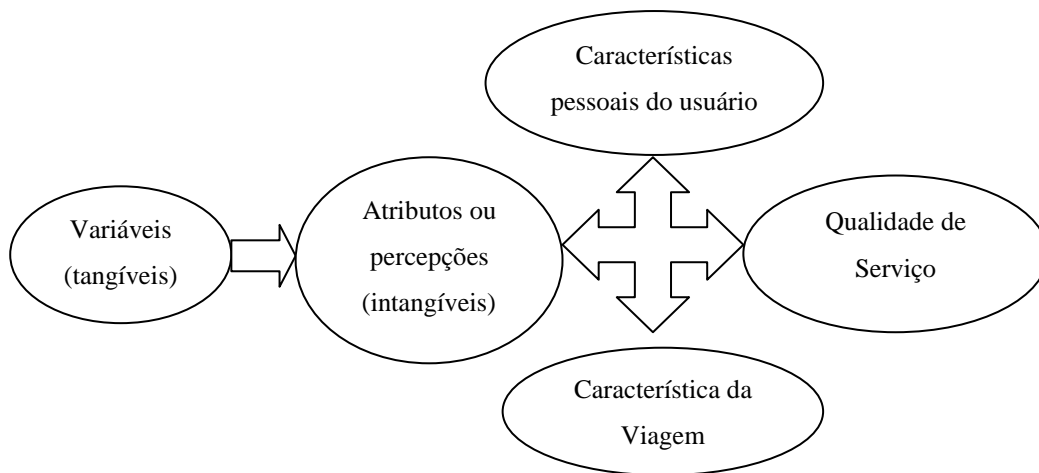 Características
pessoais do usuário
Variáveis
(tangíveis)
Atributos ou
percepções
(intangíveis)
Qualidade de
Serviço
Característica da
Viagem